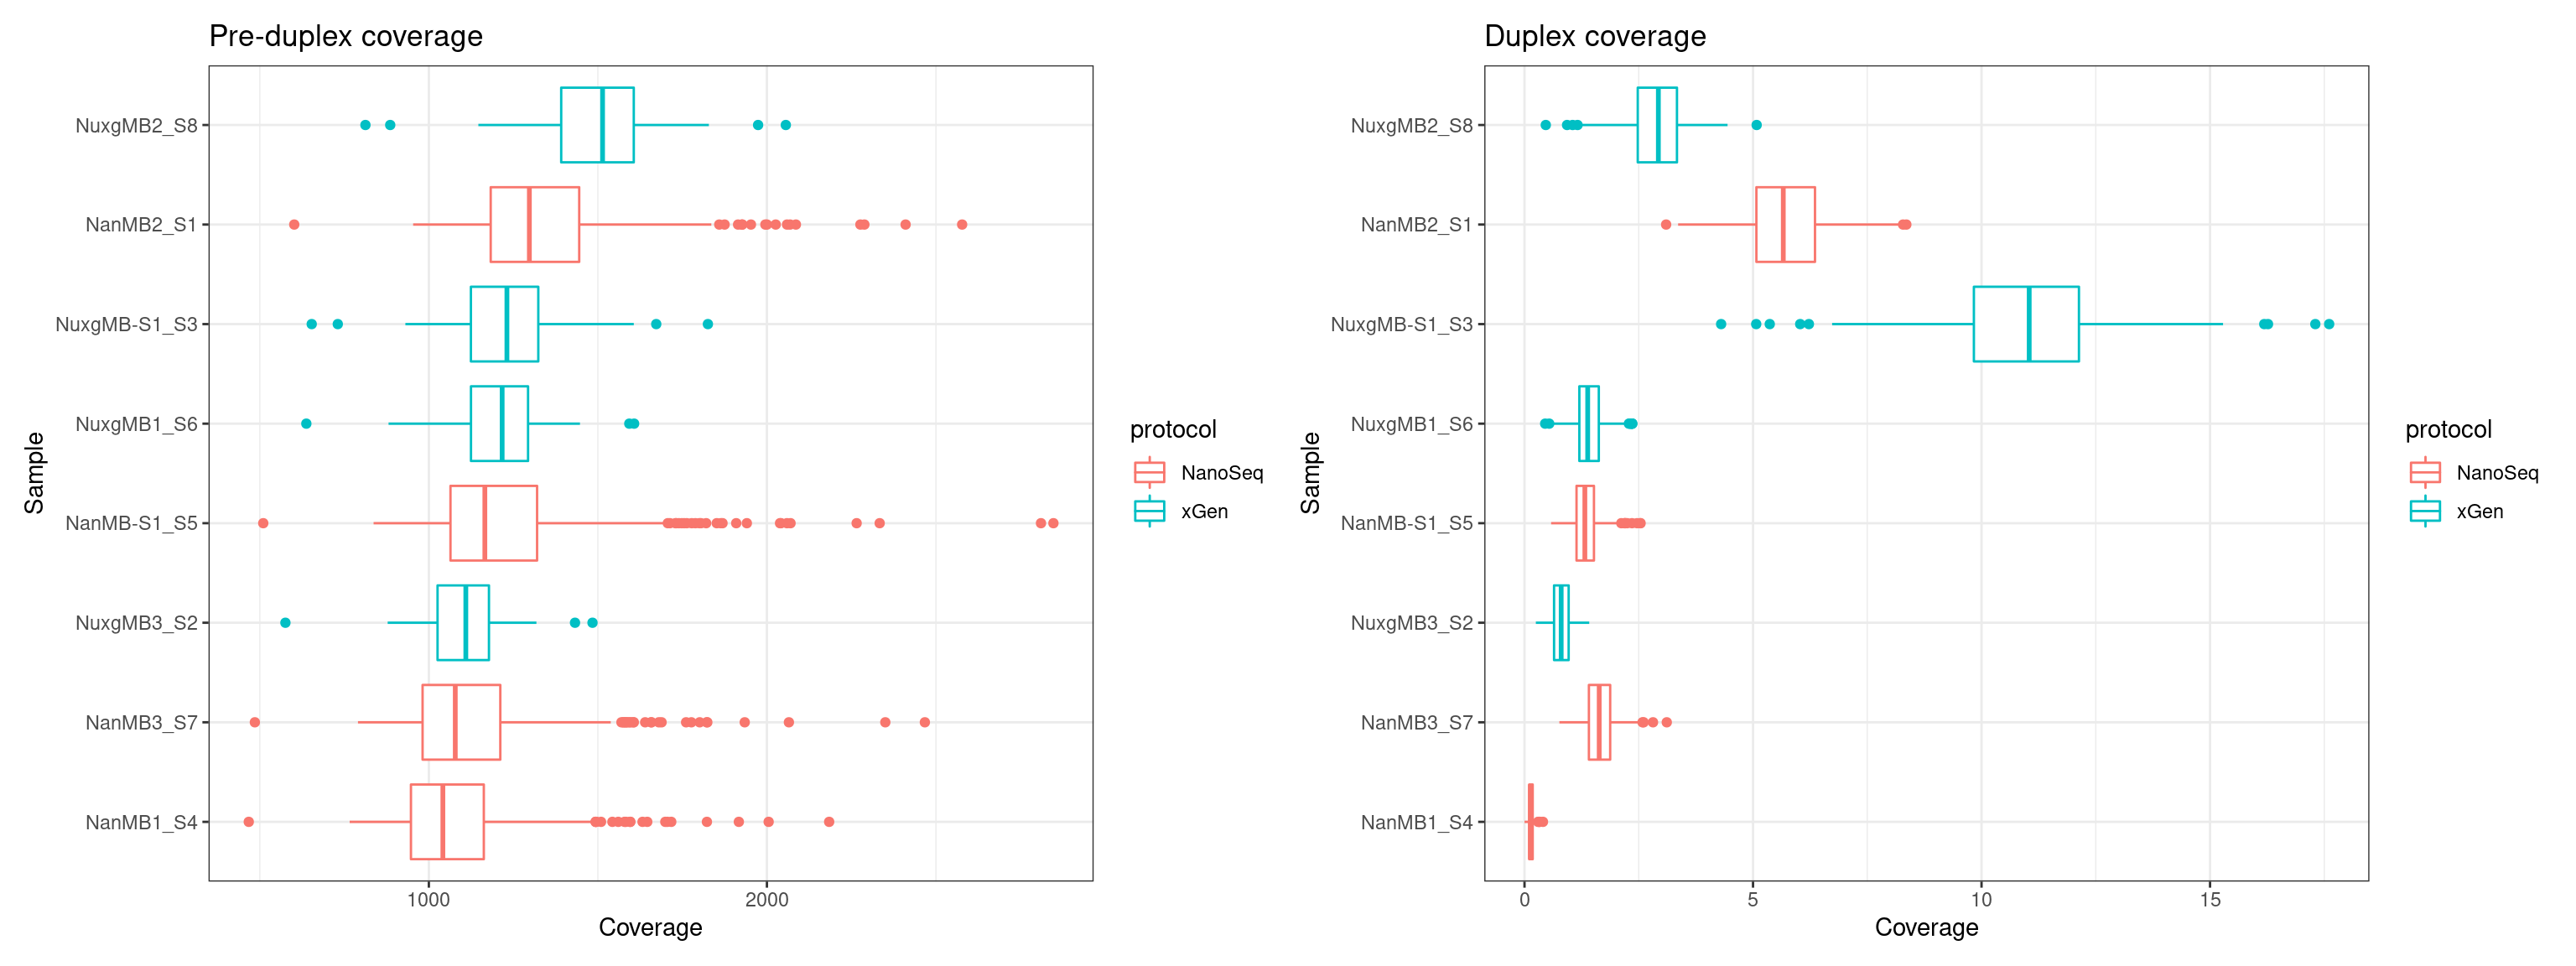 Pre-duplex coverage
NuxgMB2_S8
NanMB2_S1
NuxgMB-S1_S3
NuxgMB1_S6
NanMB-S1_S5
NuxgMB3_S2
NanMB3_S7
NanMB1_S4
Sample
1000 2000
Coverage
protocol
NanoSeq
xGen
Duplex coverage
NuxgMB2_S8
NanMB2_S1
NuxgMB-S1_S3
NuxgMB1_S6
NanMB-S1_S5
NuxgMB3_S2
NanMB3_S7
NanMB1_S4
Sample
0 5 10 15
Coverage
protocol
NanoSeq
xGen